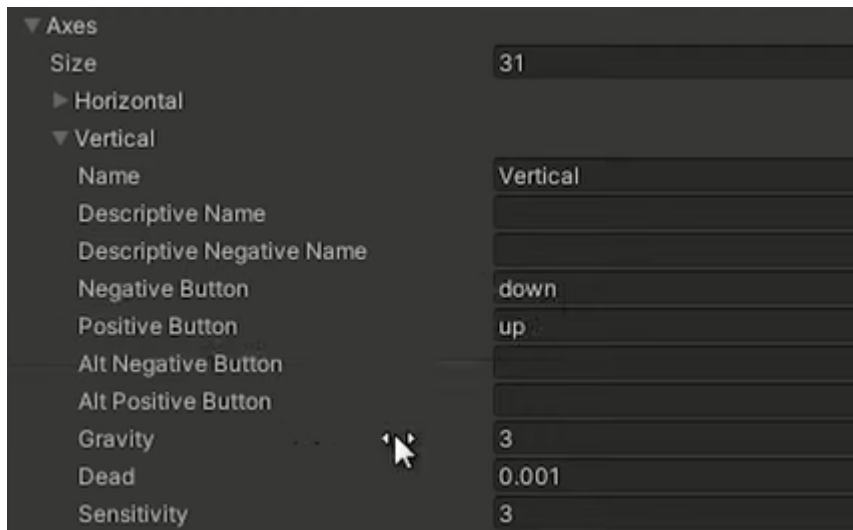 Axes
Size 31
Horizontal
Vertical
Name Vertical
Descriptive Name
Descriptive Negative Name
Negative Button down
Positive Button up
Alt Negative Button
Alt Positive Button
Gravity 3
Dead 0.001
Sensitivity 3